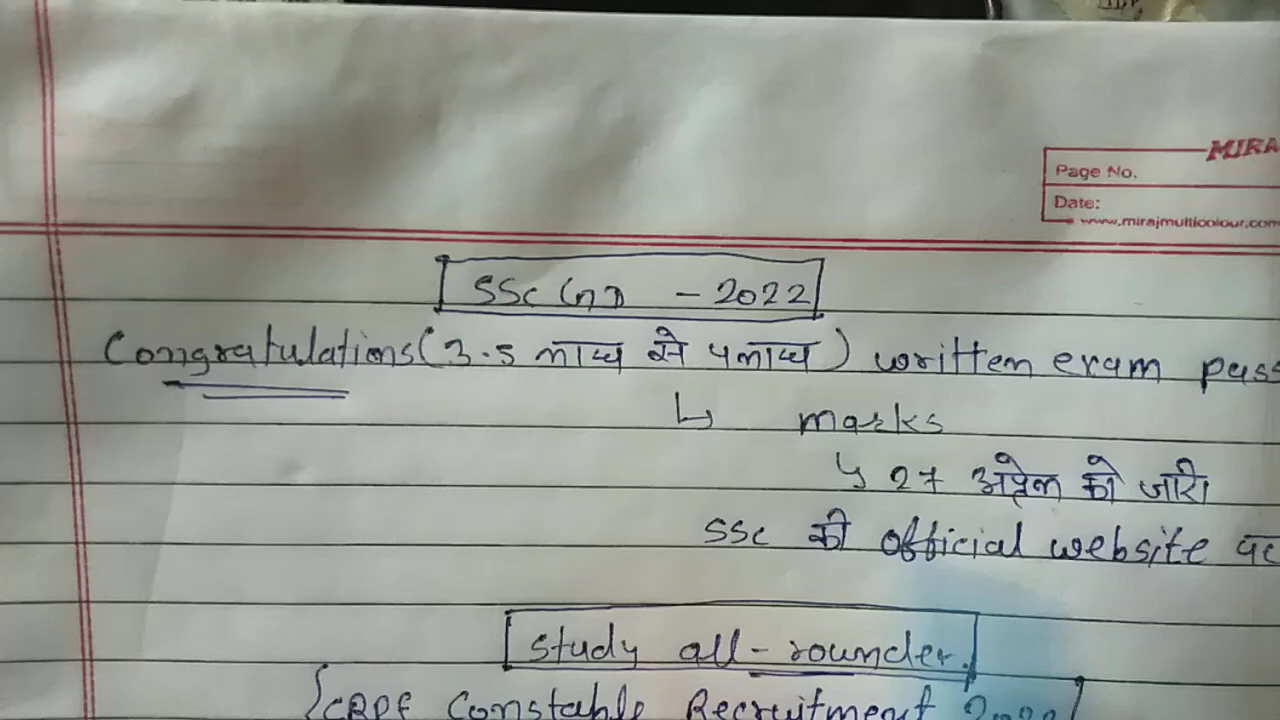 MIRA
Page No.
Date:
www.mirajmulticolour.com
SSC GD - 2022
Congratulations (3.5 लाख से 4 लाख) written exam pass
↳ marks
↳ 27 अप्रैल को जारी
SSC की official website पर
Study all-rounder.
CRPF Constable Recruitment